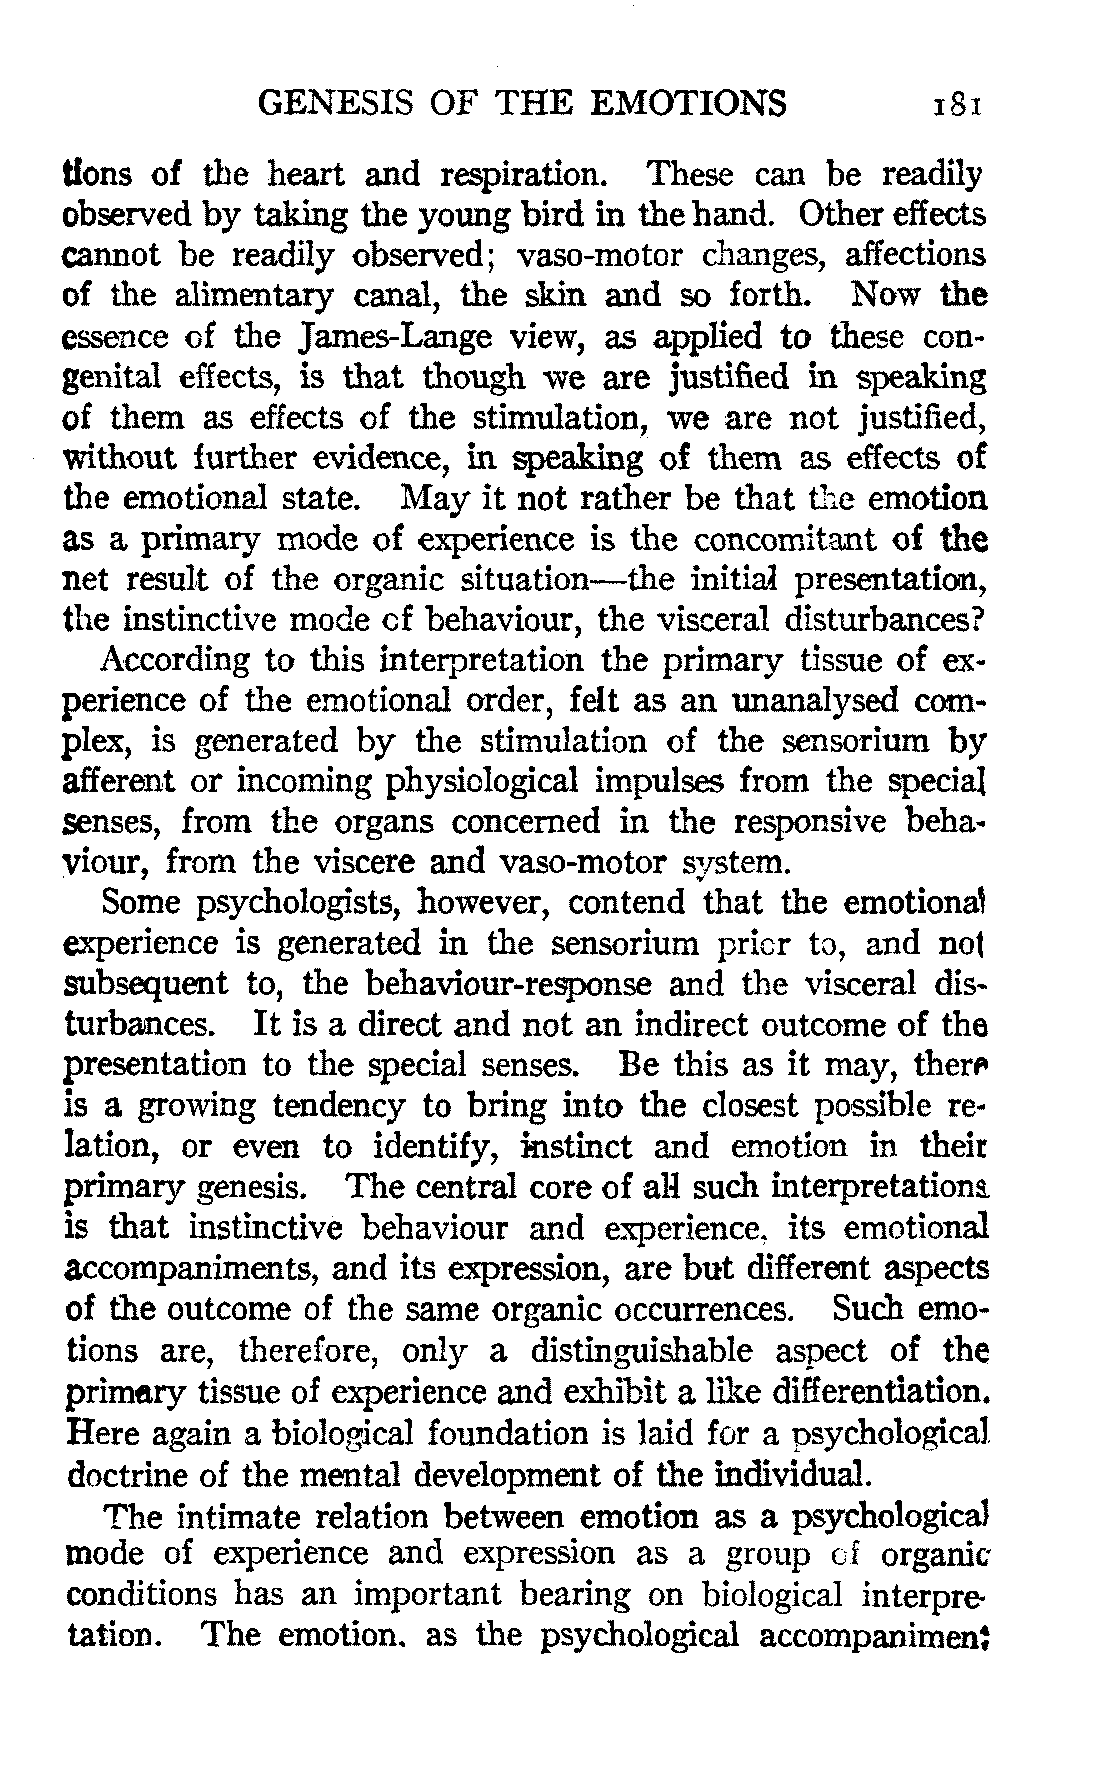 GENESIS OF THE EMOTIONS 181
tions of the heart and respiration. These can be readily
observed by taking the young bird in the hand. Other effects
cannot be readily observed; vaso-motor changes, affections
of the alimentary canal, the skin and so forth. Now the
essence of the James-Lange view, as applied to these con-
genital effects, is that though we are justified in speaking
of them as effects of the stimulation, we are not justified,
without further evidence, in speaking of them as effects of
the emotional state. May it not rather be that the emotion
as a primary mode of experience is the concomitant of the
net result of the organic situation—the initial presentation,
the instinctive mode of behaviour, the visceral disturbances?
According to this interpretation the primary tissue of ex-
perience of the emotional order, felt as an unanalysed com-
plex, is generated by the stimulation of the sensorium by
afferent or incoming physiological impulses from the special
senses, from the organs concerned in the responsive beha-
viour, from the viscere and vaso-motor system.
Some psychologists, however, contend that the emotional
experience is generated in the sensorium prior to, and not
subsequent to, the behaviour-response and the visceral dis-
turbances. It is a direct and not an indirect outcome of the
presentation to the special senses. Be this as it may, there
is a growing tendency to bring into the closest possible re-
lation, or even to identify, instinct and emotion in their
primary genesis. The central core of all such interpretations
is that instinctive behaviour and experience, its emotional
accompaniments, and its expression, are but different aspects
of the outcome of the same organic occurrences. Such emo-
tions are, therefore, only a distinguishable aspect of the
primary tissue of experience and exhibit a like differentiation.
Here again a biological foundation is laid for a psychological
doctrine of the mental development of the individual.
The intimate relation between emotion as a psychological
mode of experience and expression as a group of organic
conditions has an important bearing on biological interpre-
tation. The emotion, as the psychological accompaniment